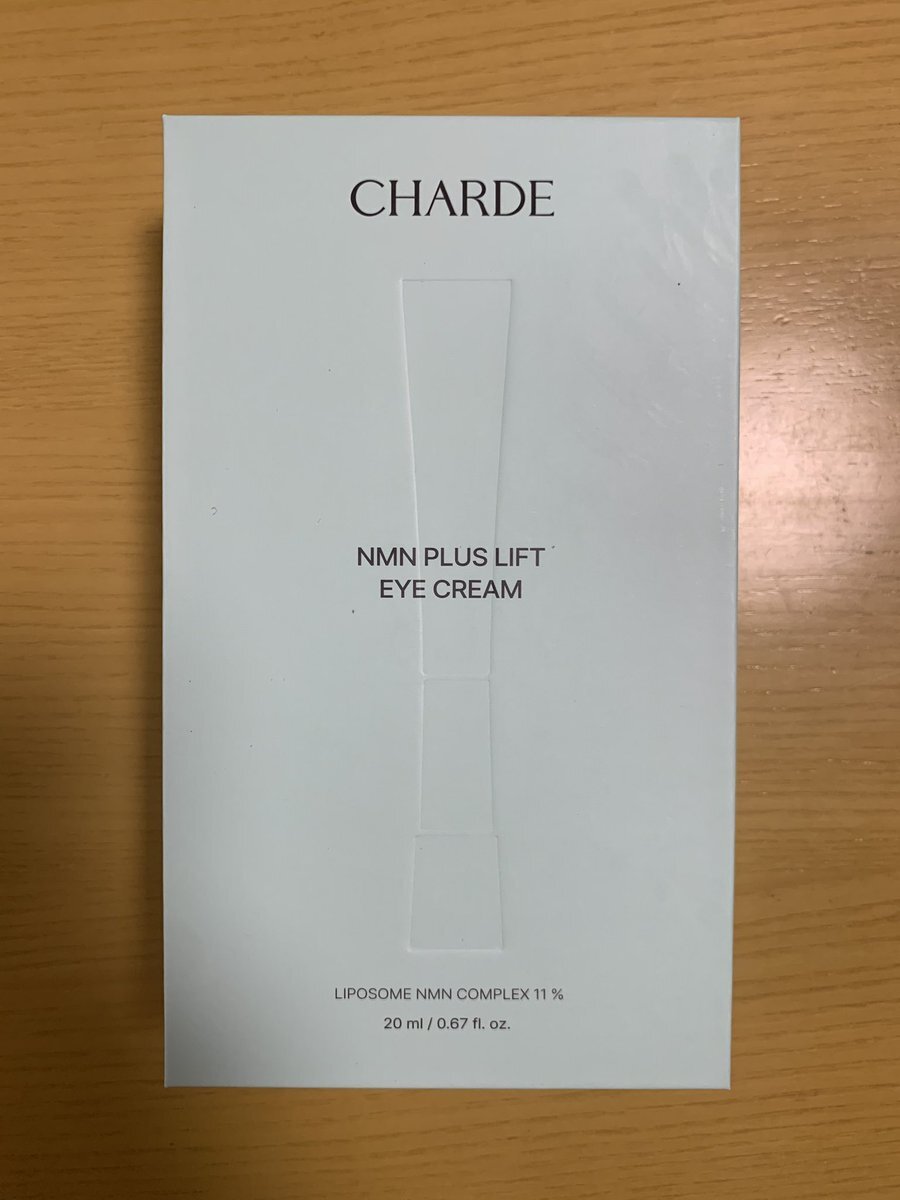 CHARDE
NMN PLUS LIFT
EYE CREAM
LIPOSOME NMN COMPLEX 11 %
20 ml / 0.67 fl. oz.